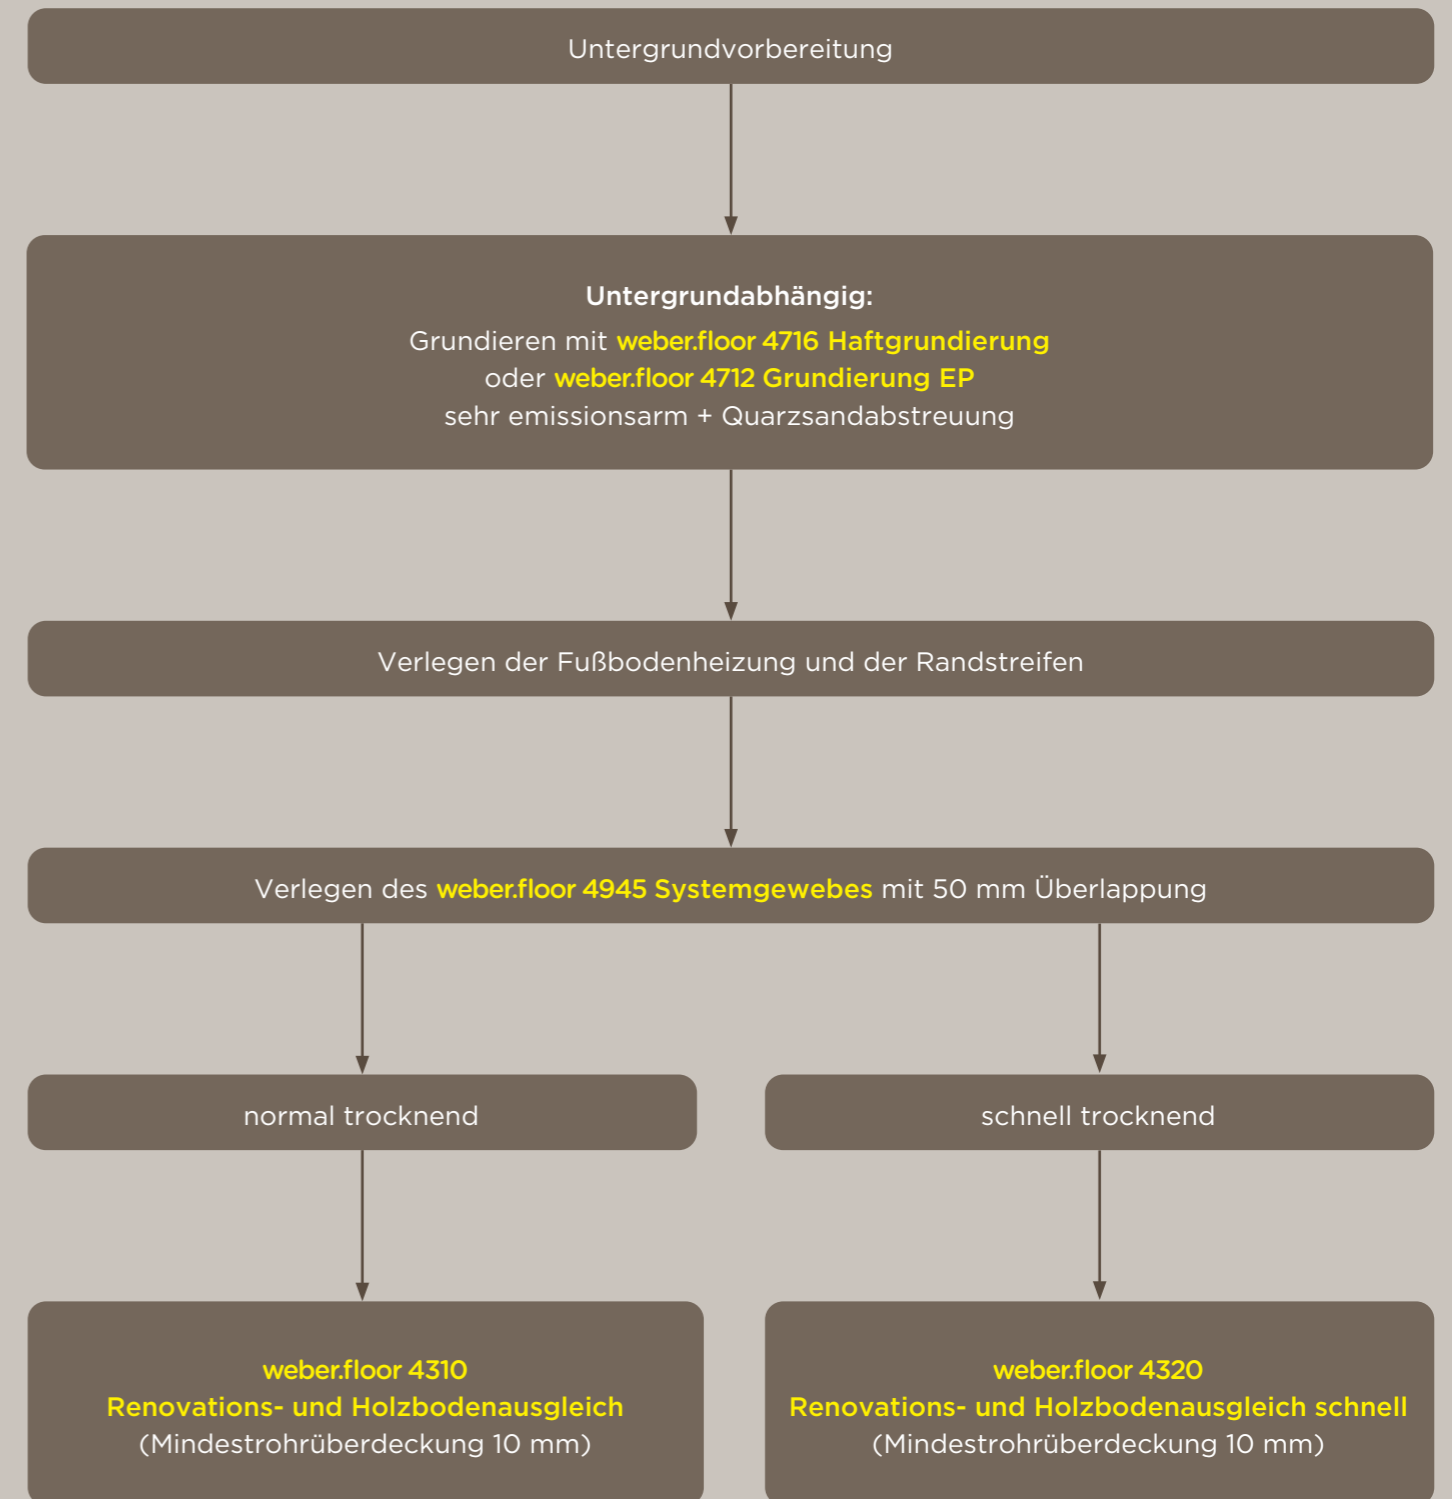 Untergrundvorbereitung
Untergrundabhängig:
Grundieren mit weber.floor 4716 Haftgrundierung
oder weber.floor 4712 Grundierung EP
sehr emissionsarm + Quarzsandabstreuung
Verlegen der Fußbodenheizung und der Randstreifen
Verlegen des weber.floor 4945 Systemgewebes mit 50 mm Überlappung
normal trocknend
schnell trocknend
weber.floor 4310
Renovations- und Holzbodenausgleich
(Mindestrohrüberdeckung 10 mm)
weber.floor 4320
Renovations- und Holzbodenausgleich schnell
(Mindestrohrüberdeckung 10 mm)